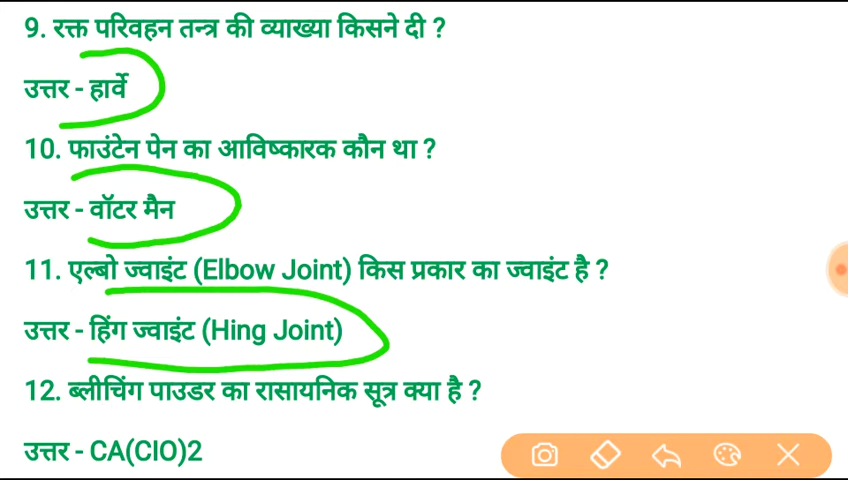 9. रक्त परिवहन तन्त्र की व्याख्या किसने दी ?
उत्तर - हार्वे
10. फाउंटेन पेन का आविष्कारक कौन था ?
उत्तर - वॉटर मैन
11. एल्बो ज्वाइंट (Elbow Joint) किस प्रकार का ज्वाइंट है ?
उत्तर - हिंग ज्वाइंट (Hing Joint)
12. ब्लीचिंग पाउडर का रासायनिक सूत्र क्या है ?
उत्तर - CA(ClO)2